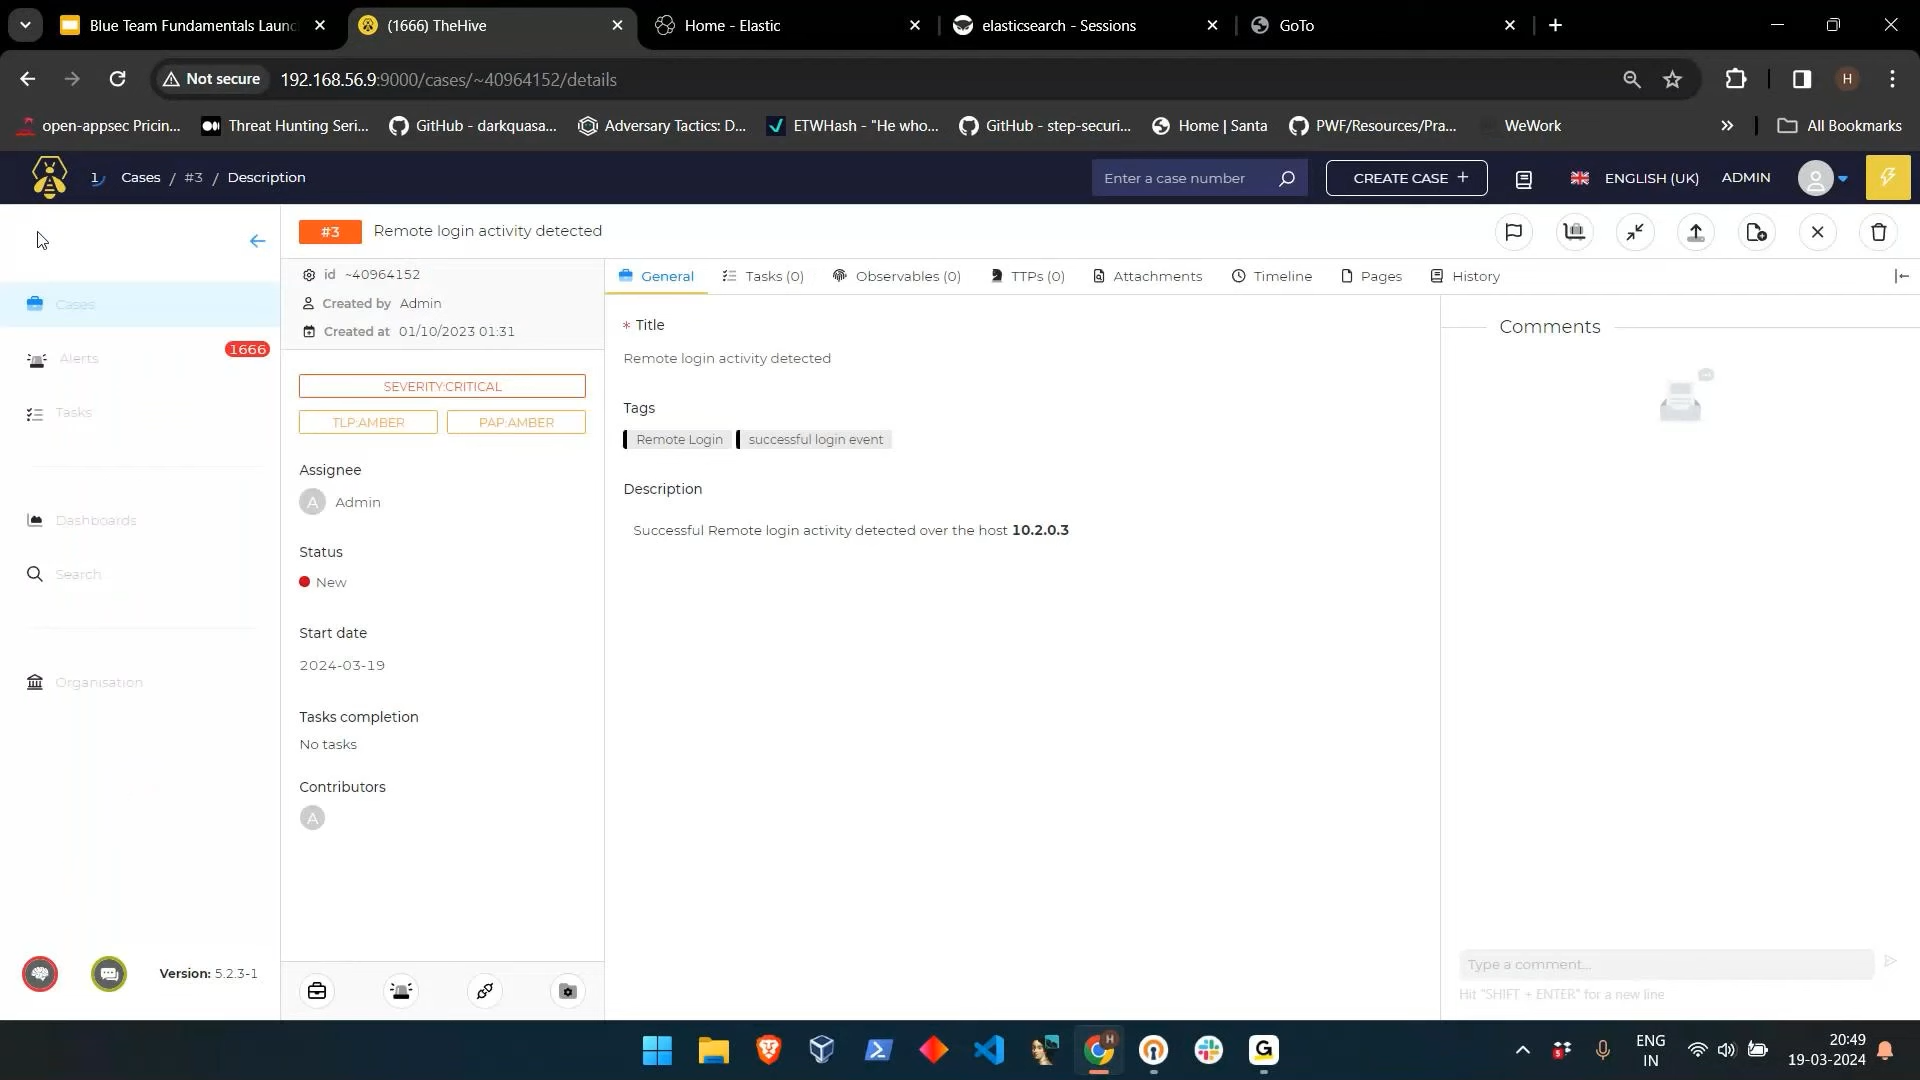 Blue Team Fundamentals Launc
(1666) TheHive
Home - Elastic
elasticsearch - Sessions
GoTo
Not secure
192.168.56.9:9000/cases/~40964152/details
H
open-appsec Pricin...
Threat Hunting Seri...
GitHub - darkquasa...
Adversary Tactics: D...
ETWHash - "He who...
GitHub - step-securi...
Home | Santa
PWF/Resources/Pra...
WeWork
All Bookmarks
1
Cases / #3 / Description
Enter a case number
CREATE CASE +
ENGLISH (UK)
ADMIN
#3
Remote login activity detected
Cases
Alerts
1666
Tasks
Dashboards
Search
Organisation
Version: 5.2.3-1
id ~40964152
Created by Admin
Created at 01/10/2023 01:31
SEVERITY:CRITICAL
TLP:AMBER
PAP:AMBER
Assignee
A Admin
Status
New
Start date
2024-03-19
Tasks completion
No tasks
Contributors
A
General
Tasks (0)
Observables (0)
TTPs (0)
Attachments
Timeline
Pages
History
* Title
Remote login activity detected
Tags
Remote Login
successful login event
Description
Successful Remote login activity detected over the host 10.2.0.3
Comments
Type a comment...
Hit "SHIFT + ENTER" for a new line
H
G
5
ENG
IN
20:49
19-03-2024